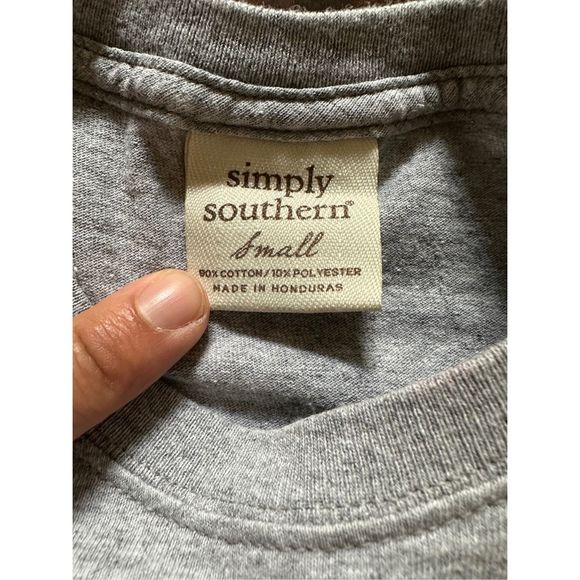 simply
southern®
Small
90% COTTON/10% POLYESTER
MADE IN HONDURAS